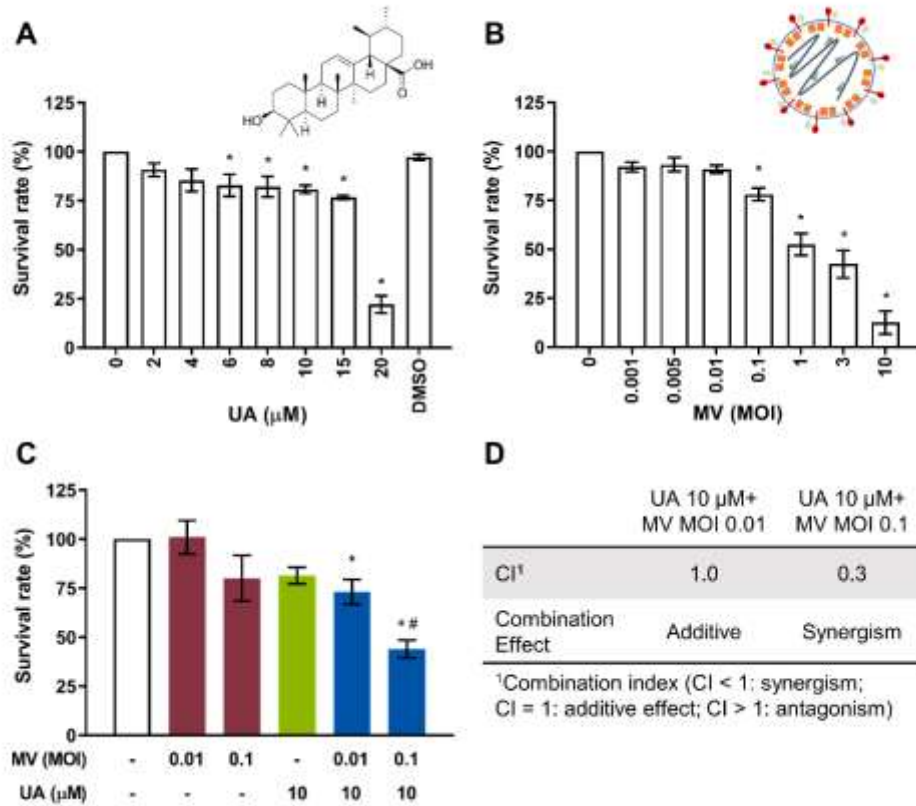 A
OH
O
HO
H
H
H
125
100
75
50
25
0
Survival rate (%)
* * * * *
0 2 4 6 8 10 15 20 DMSO
UA (μM)
B
125
100
75
50
25
0
Survival rate (%)
* * * *
0 0.001 0.005 0.01 0.1 1 3 10
MV (MOI)
C
125
100
75
50
25
0
Survival rate (%)
*
* #
MV (MOI) - 0.01 0.1 - 0.01 0.1
UA (μM) - - - 10 10 10
D
UA 10 μM+ UA 10 μM+
MV MOI 0.01 MV MOI 0.1
CI¹ 1.0 0.3
Combination
Effect Additive Synergism
¹Combination index (CI < 1: synergism;
CI = 1: additive effect; CI > 1: antagonism)